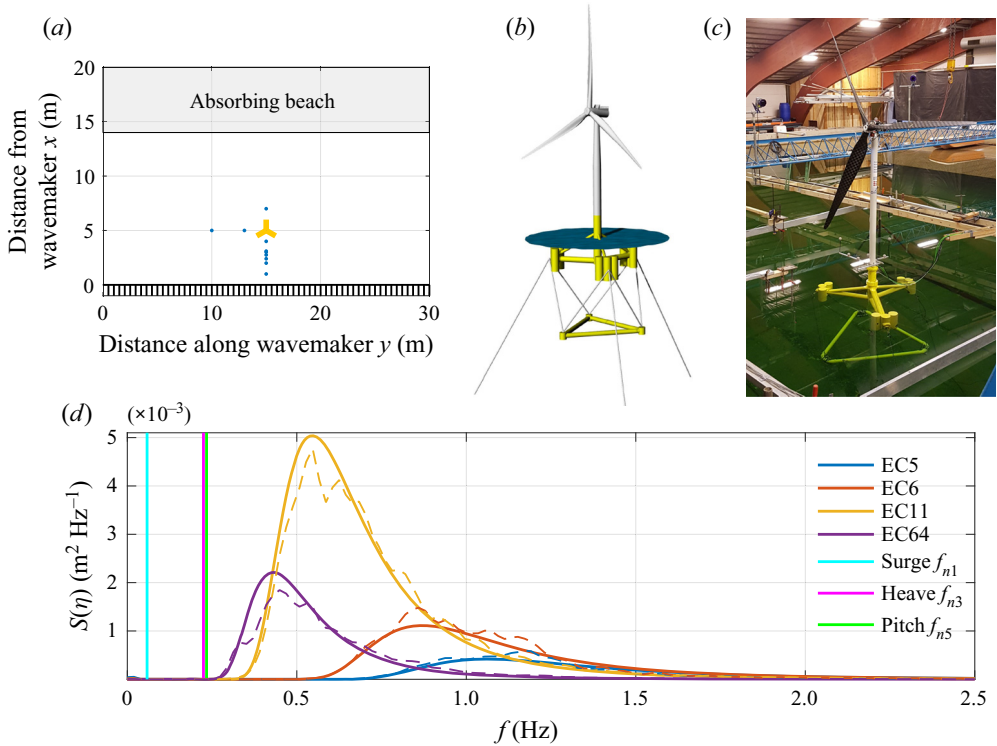 (a)
20
15
10
5
0
Absorbing beach
Distance from
wavemaker x (m)
0 10 20 30
Distance along wavemaker y (m)
(b)
(c)
(d) (×10⁻³)
5
4
3
2
1
S(η) (m² Hz⁻¹)
EC5
EC6
EC11
EC64
Surge fₙ₁
Heave fₙ₃
Pitch fₙ₅
0 0.5 1.0 1.5 2.0 2.5
f (Hz)